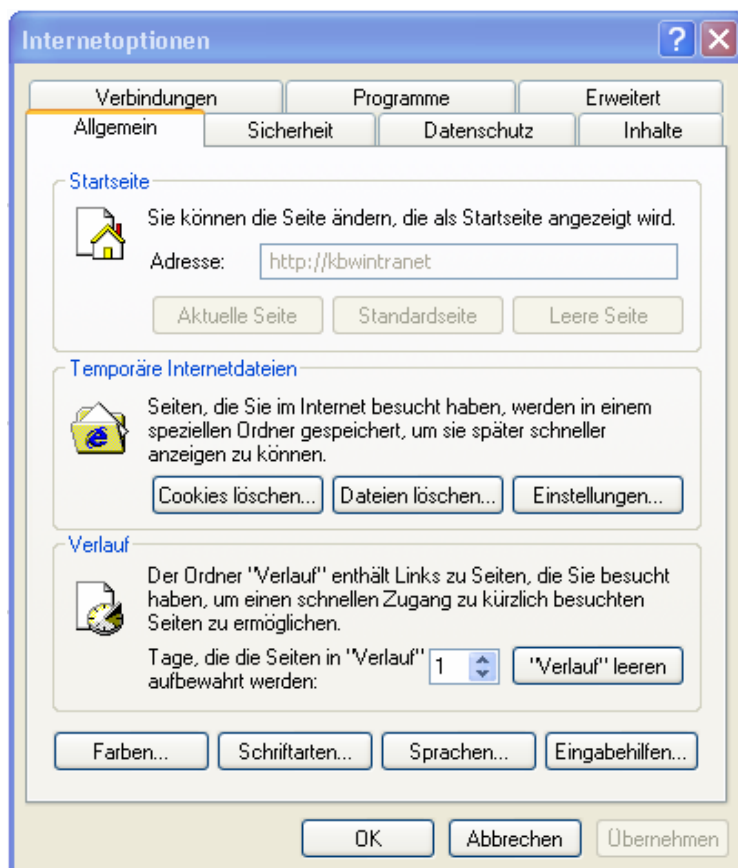 Internetoptionen
Verbindungen Programme Erweitert
Allgemein Sicherheit Datenschutz Inhalte
Startseite
Sie können die Seite ändern, die als Startseite angezeigt wird.
Adresse: http://kbwintranet
Aktuelle Seite Standardseite Leere Seite
Temporäre Internetdateien
Seiten, die Sie im Internet besucht haben, werden in einem
speziellen Ordner gespeichert, um sie später schneller
anzeigen zu können.
Cookies löschen... Dateien löschen... Einstellungen...
Verlauf
Der Ordner "Verlauf" enthält Links zu Seiten, die Sie besucht
haben, um einen schnellen Zugang zu kürzlich besuchten
Seiten zu ermöglichen.
Tage, die die Seiten in "Verlauf"
aufbewahrt werden: 1 "Verlauf" leeren
Farben... Schriftarten... Sprachen... Eingabehilfen...
OK Abbrechen Übernehmen